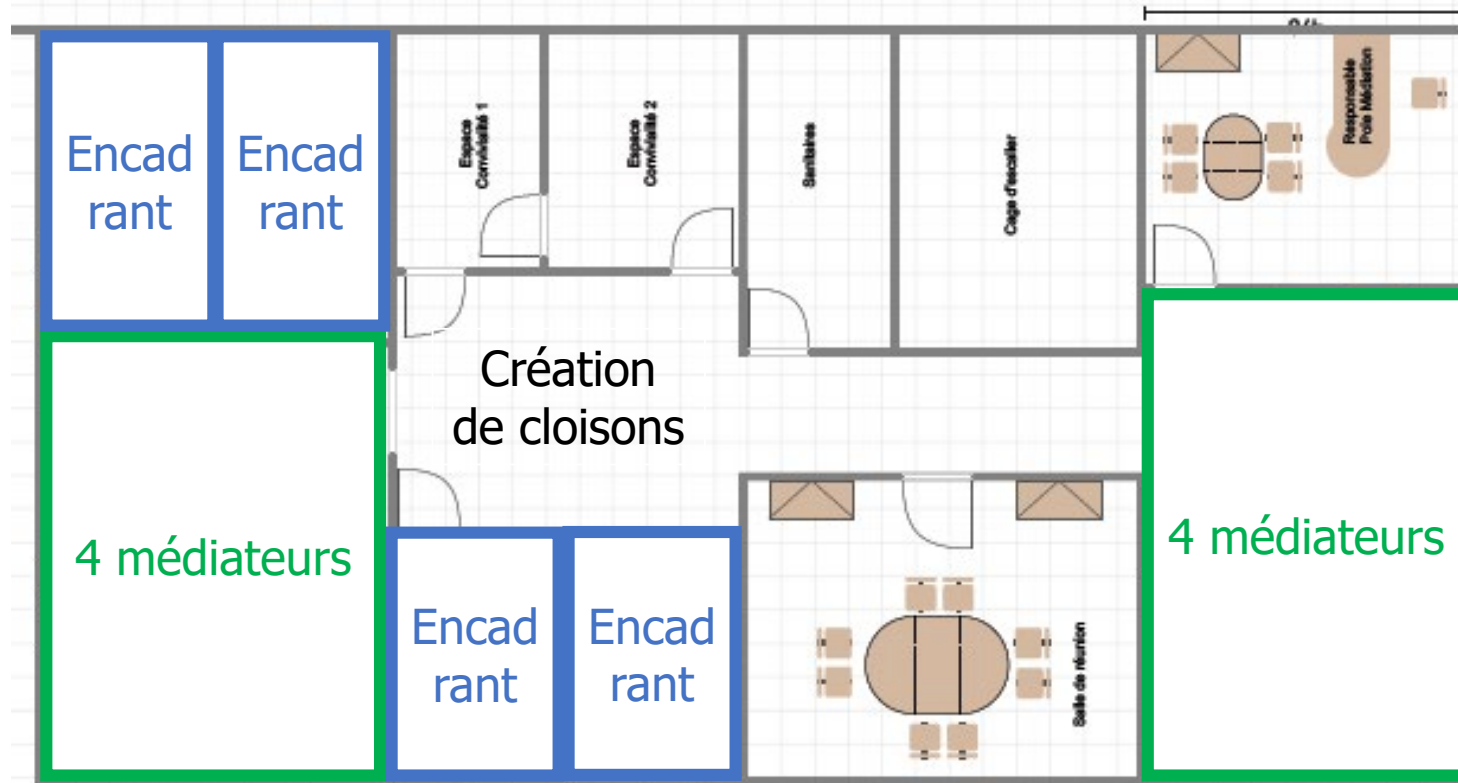 Encad
rant
Encad
rant
Espace
Convivialité 1
Espace
Convivialité 2
Sanitaires
Cage d'escalier
Responsable
Pole Médiation
Création
de cloisons
4 médiateurs
4 médiateurs
Encad
rant
Encad
rant
Salle de réunion